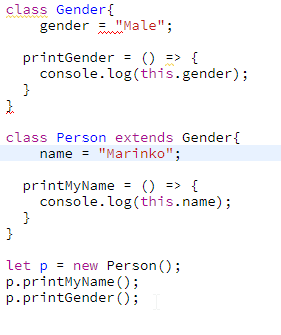 class Gender{
    gender = "Male";

  printGender = () => {
    console.log(this.gender);
  }
}

class Person extends Gender{
    name = "Marinko";

  printMyName = () => {
    console.log(this.name);
  }
}

let p = new Person();
p.printMyName();
p.printGender();